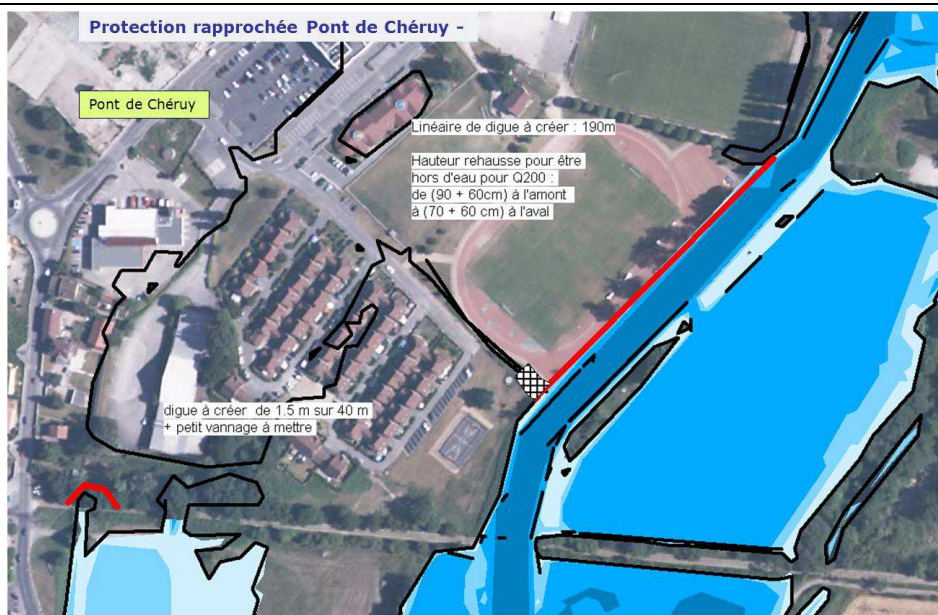 Protection rapprochée Pont de Chéruy -
Pont de Chéruy
Linéaire de digue à créer : 190m
Hauteur rehausse pour être
hors d'eau pour Q200 :
de (90 + 60cm) à l'amont
à (70 + 60 cm) à l'aval
digue à créer de 1.5 m sur 40 m
+ petit vannage à mettre